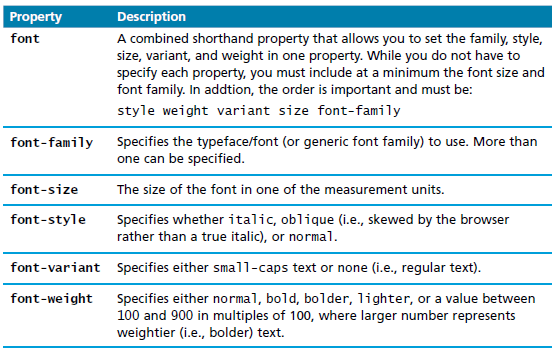 Property Description
font A combined shorthand property that allows you to set the family, style,
size, variant, and weight in one property. While you do not have to
specify each property, you must include at a minimum the font size and
font family. In addtion, the order is important and must be:
style weight variant size font-family
font-family Specifies the typeface/font (or generic font family) to use. More than
one can be specified.
font-size The size of the font in one of the measurement units.
font-style Specifies whether italic, oblique (i.e., skewed by the browser
rather than a true italic), or normal.
font-variant Specifies either small-caps text or none (i.e., regular text).
font-weight Specifies either normal, bold, bolder, lighter, or a value between
100 and 900 in multiples of 100, where larger number represents
weightier (i.e., bolder) text.